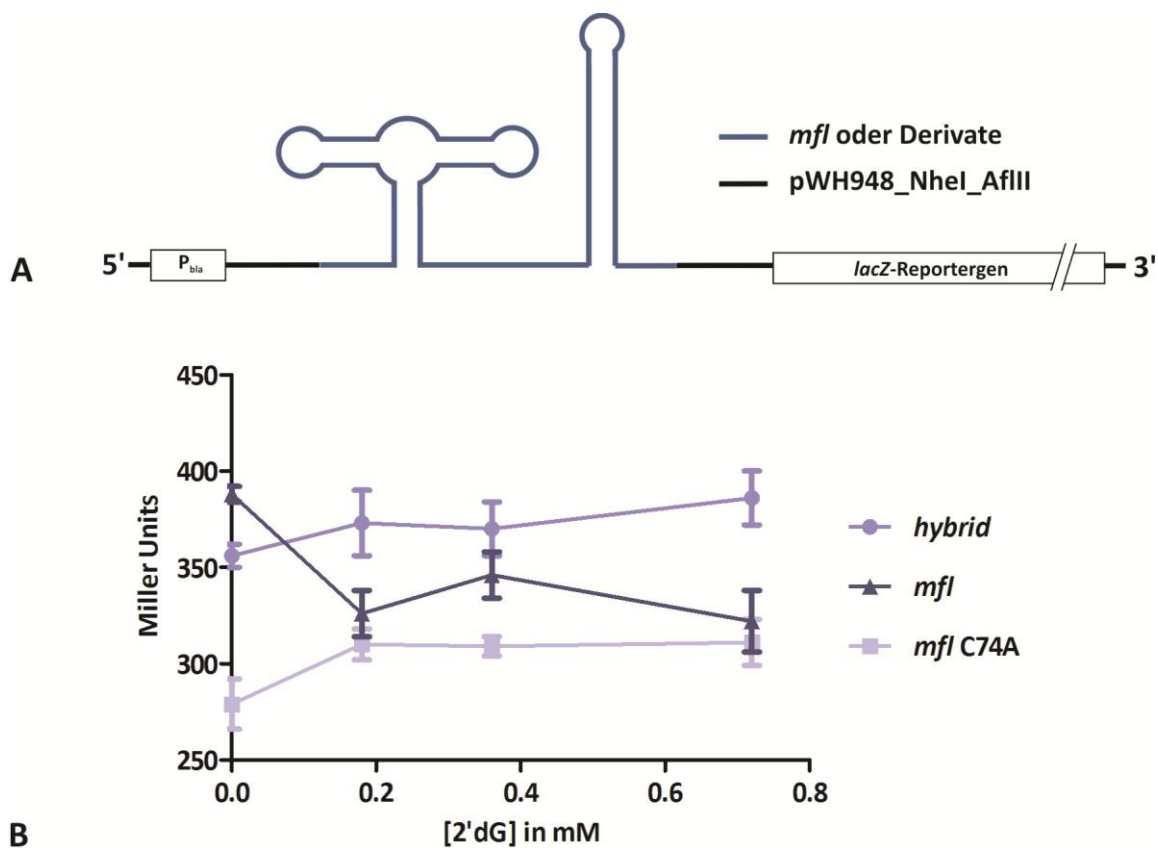 mfl oder Derivate
pWH948_NheI_AflII
A
5'
Pbla
lacZ-Reportergen
3'
450
400
350
300
250
Miller Units
0.0
0.2
0.4
0.6
0.8
[2'dG] in mM
hybrid
mfl
mfl C74A
B